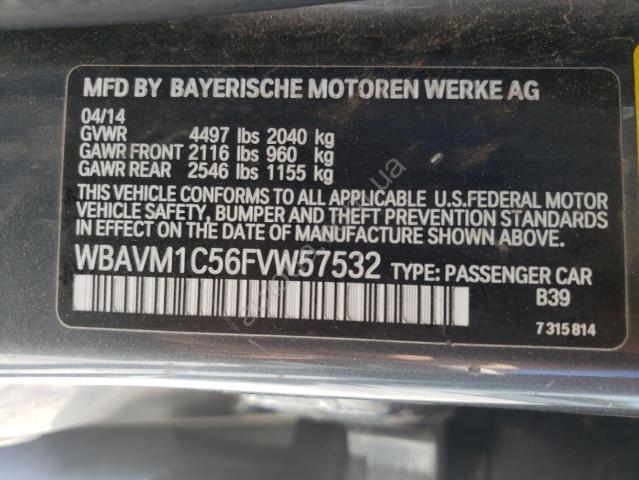 MFD BY BAYERISCHE MOTOREN WERKE AG
04/14
GVWR 4497 lbs 2040 kg
GAWR FRONT 2116 lbs 960 kg
GAWR REAR 2546 lbs 1155 kg
THIS VEHICLE CONFORMS TO ALL APPLICABLE U.S.FEDERAL MOTOR
VEHICLE SAFETY, BUMPER AND THEFT PREVENTION STANDARDS
IN EFFECT ON THE DATE OF MANUFACTURE SHOWN ABOVE.
WBAVM1C56FVW57532 TYPE: PASSENGER CAR
B39
7 315 814